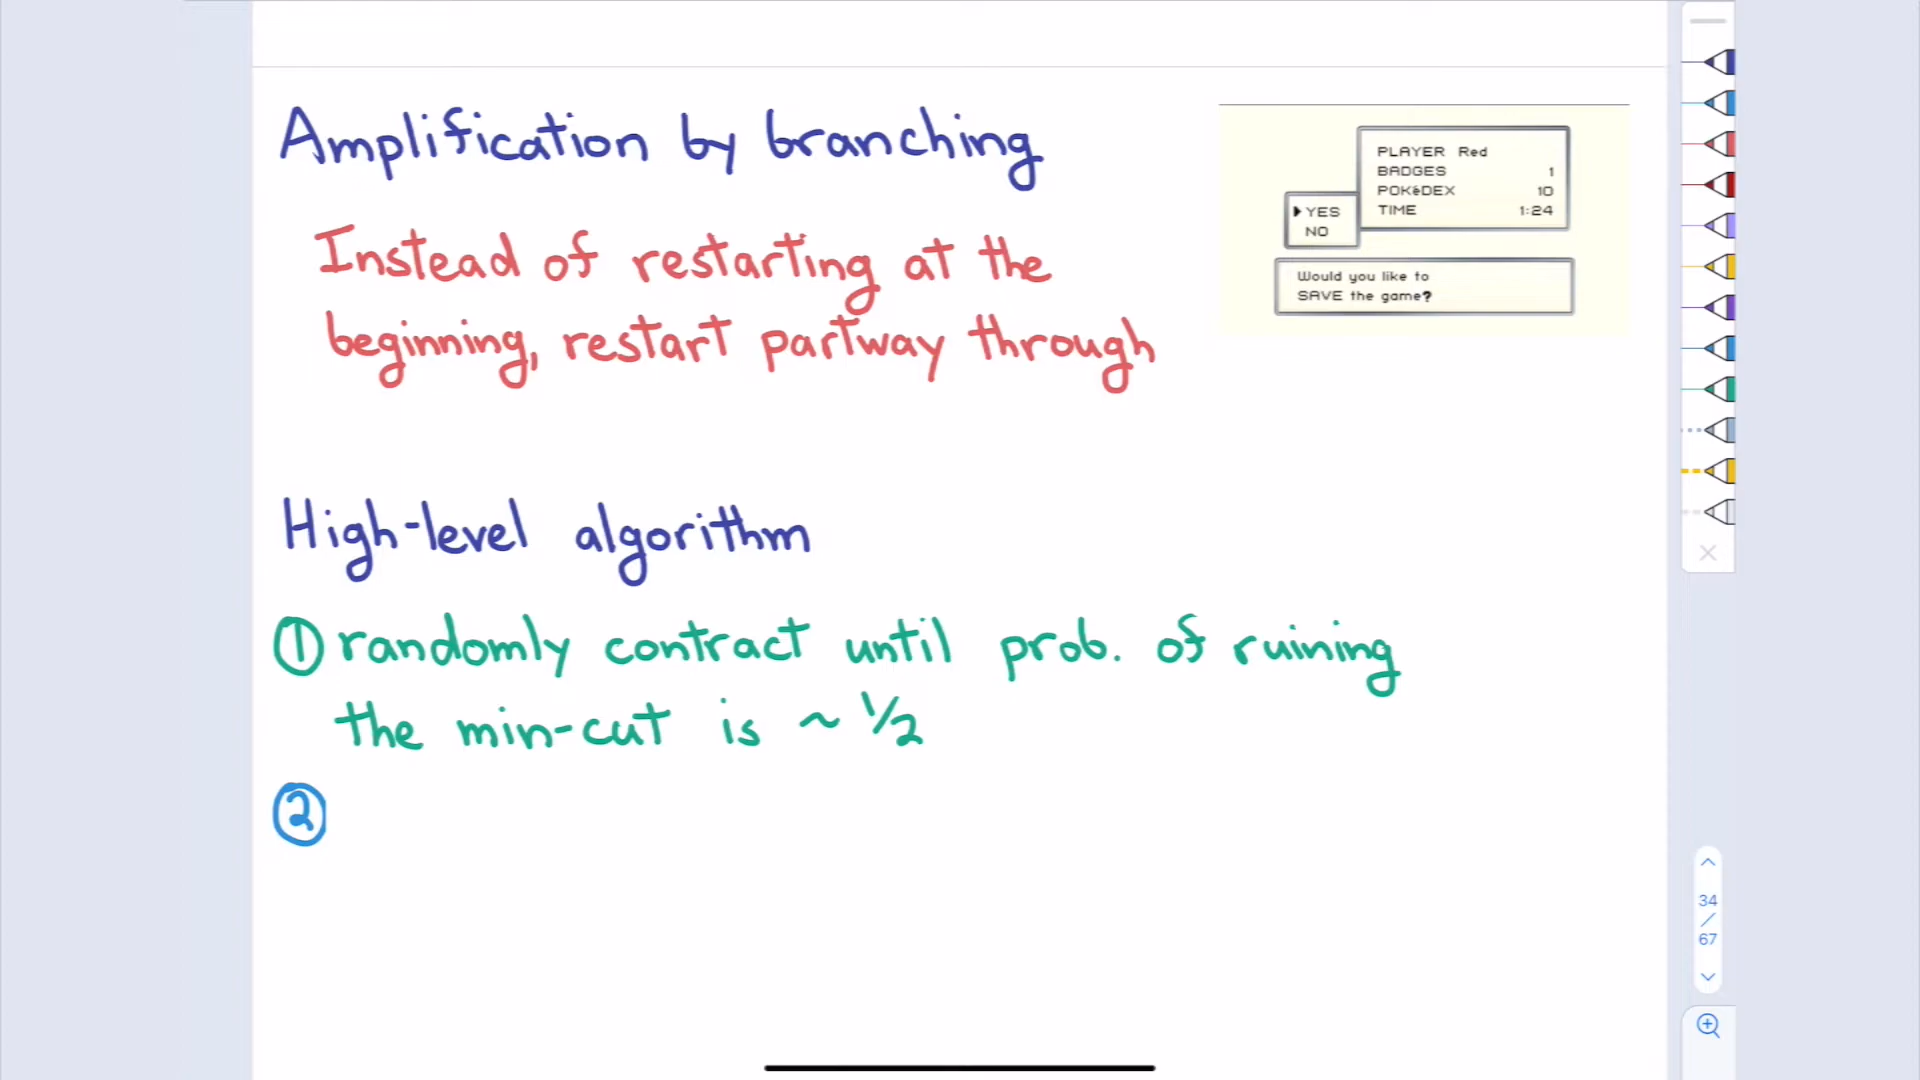 Amplification by branching
Instead of restarting at the
beginning, restart partway through
PLAYER Red
BADGES 1
POKéDEX 10
TIME 1:24
YES
NO
Would you like to
SAVE the game?
High-level algorithm
① randomly contract until prob. of ruining
the min-cut is ~ 1/2
②
34
/
67